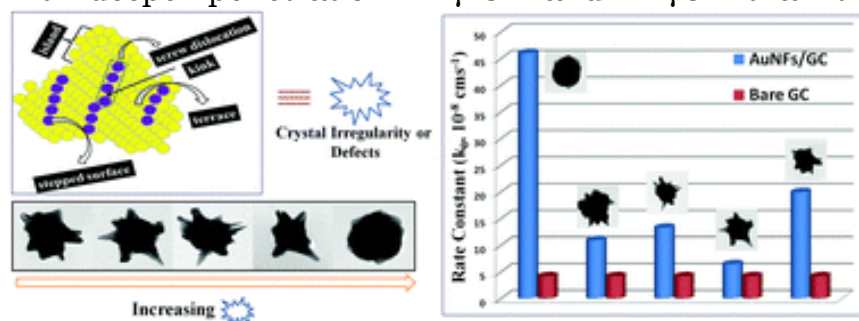 island
screw dislocation
kink
terrace
stepped surface
=
Crystal Irregularity or
Defects
Increasing
Rate Constant (k₀, 10⁻⁸ cms⁻¹)
50
45
40
35
30
25
20
15
10
5
0
AuNFs/GC
Bare GC